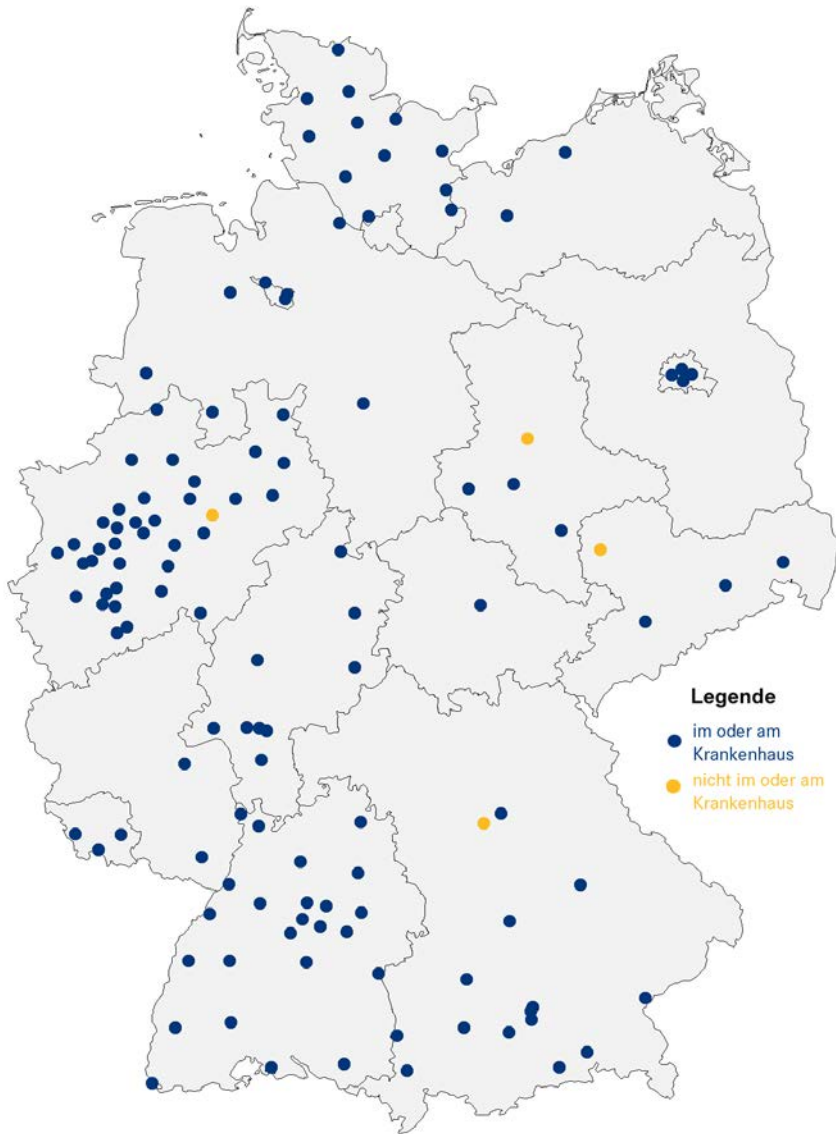 Legende
im oder am
Krankenhaus
nicht im oder am
Krankenhaus